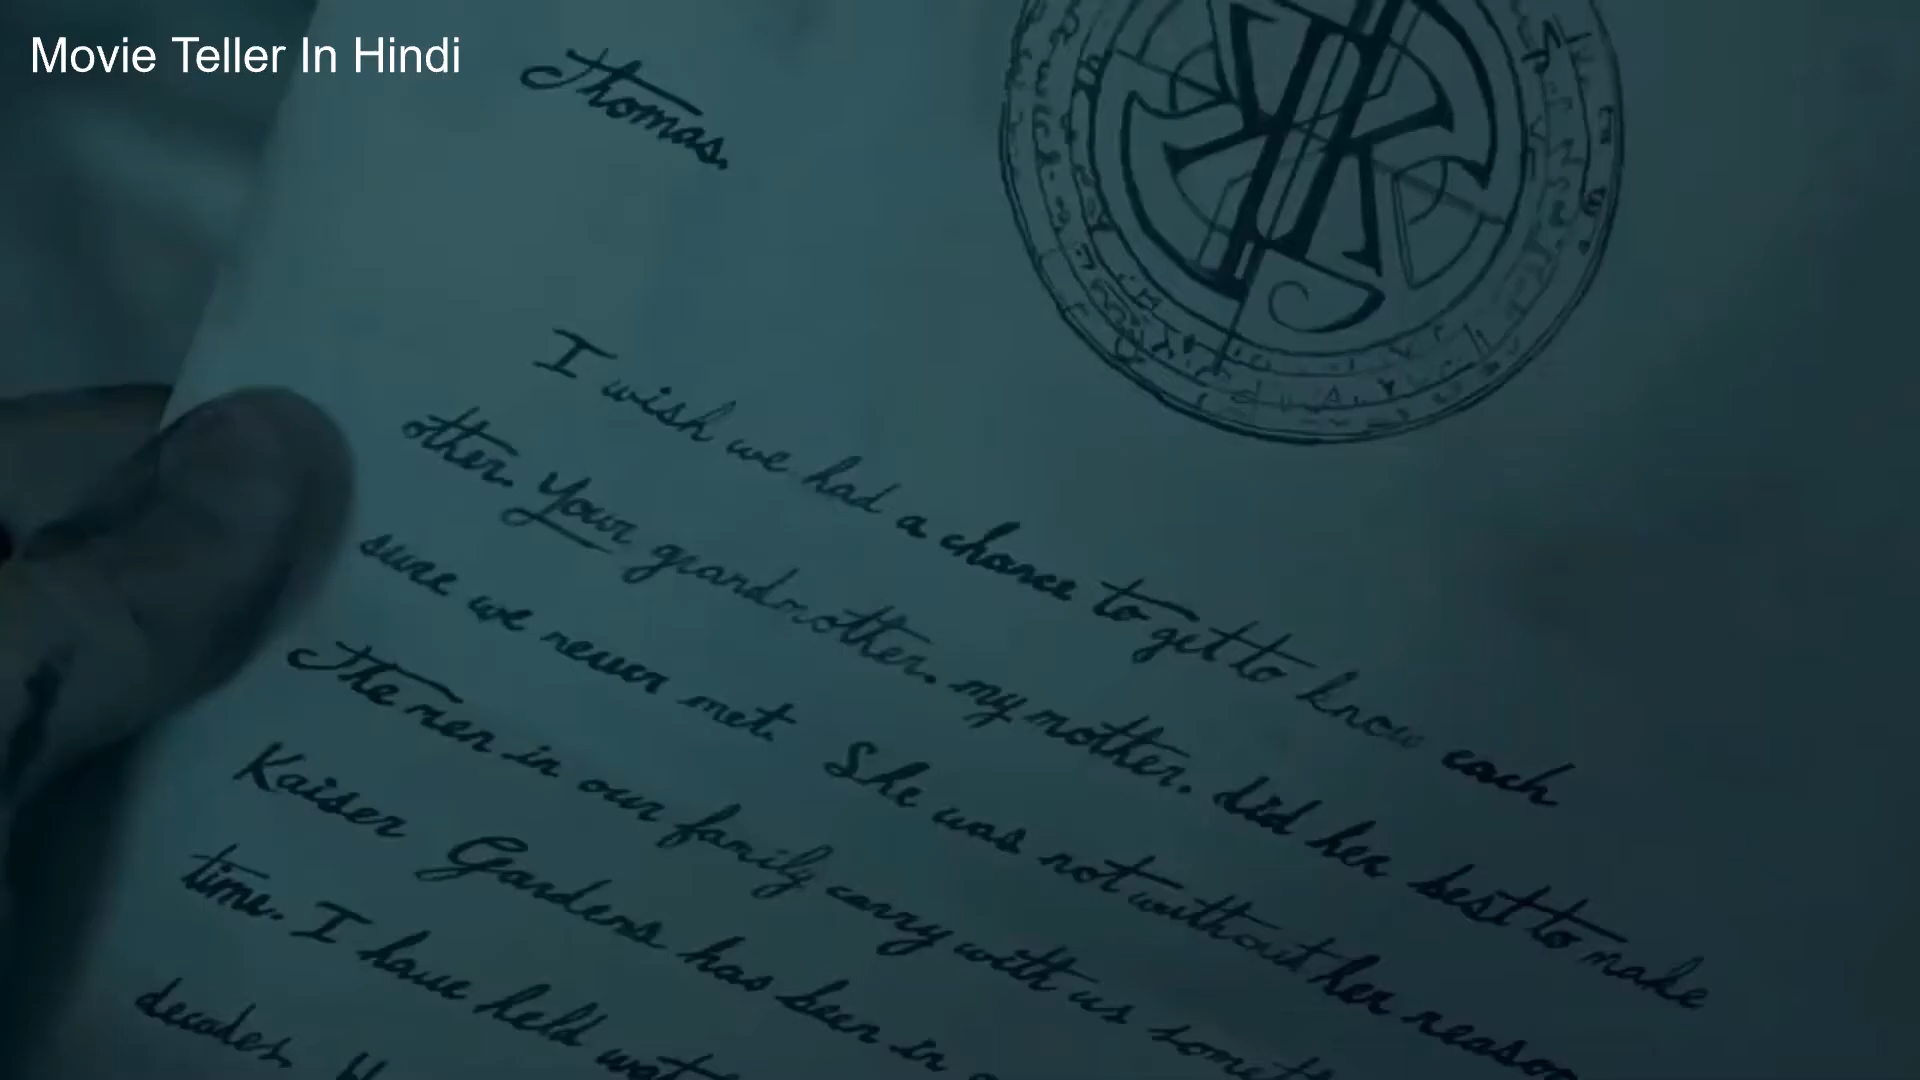 Movie Teller In Hindi
Thomas.
I wish we had a chance to get to know each
other. Your grandmother. my mother. did her best to make
sure we never met. She was not without her reason
The men in our family carry with us someth
Kaiser Gardens has been in
time. I have held wat
decades.